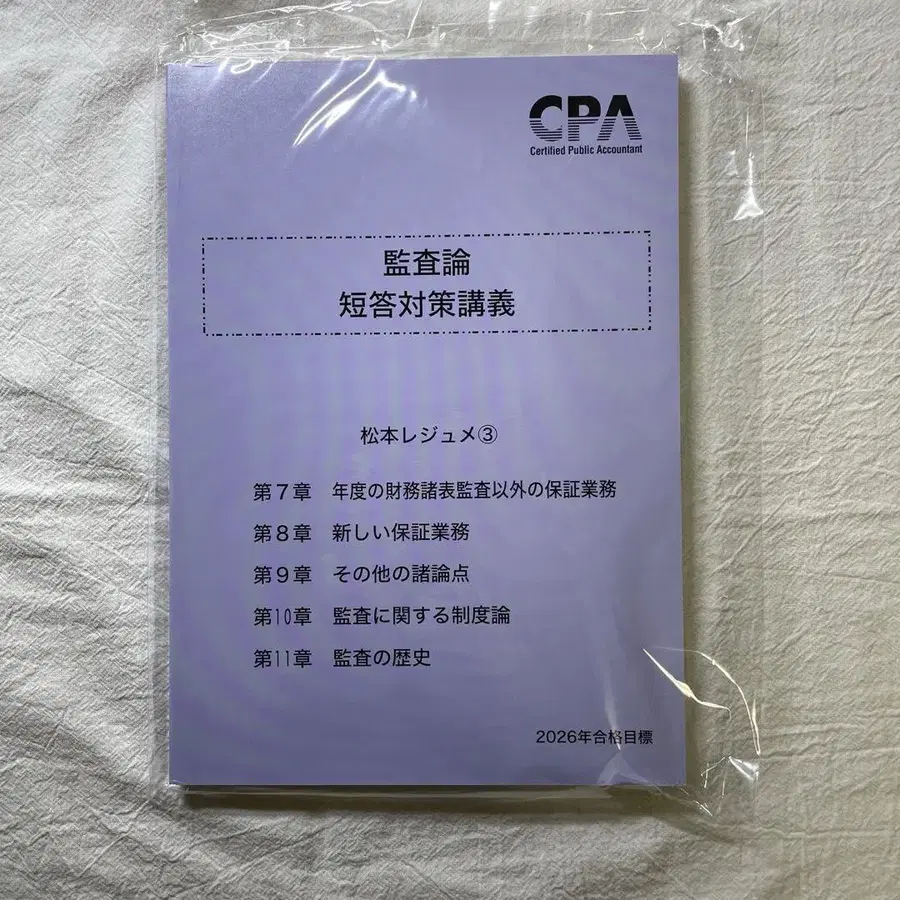 CPA
Certified Public Accountant
監査論
短答対策講義
松本レジュメ③
第7章 年度の財務諸表監査以外の保証業務
第8章 新しい保証業務
第9章 その他の諸論点
第10章 監査に関する制度論
第11章 監査の歴史
2026年合格目標